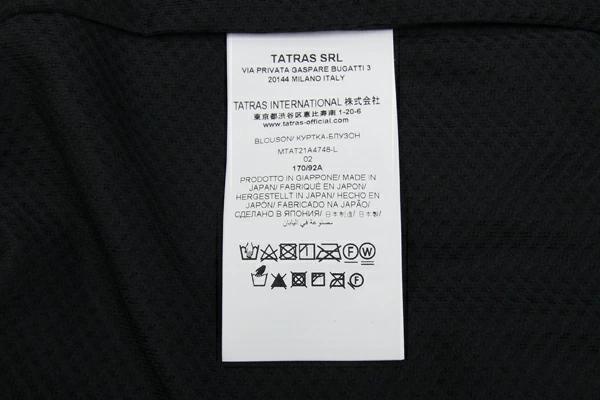 TATRAS SRL
VIA PRIVATA GASPARE BUGATTI 3
20144 MILANO ITALY
TATRAS INTERNATIONAL 株式会社
東京都渋谷区恵比寿南 1-20-6
www.tatras-official.com
BLOUSON/ КУРТКА-БЛУЗОН
MTAT21A4748-L
02
170/92A
PRODOTTO IN GIAPPONE/ MADE IN
JAPAN/ FABRIQUÉ EN JAPON/
HERGESTELLT IN JAPAN/ HECHO EN
JAPÓN/ FABRICADO NA JAPÃO/
СДЕЛАНО В ЯПОНИЯ/ 日本制造/ 日本製/
مصنوعة في اليابان
F W
F